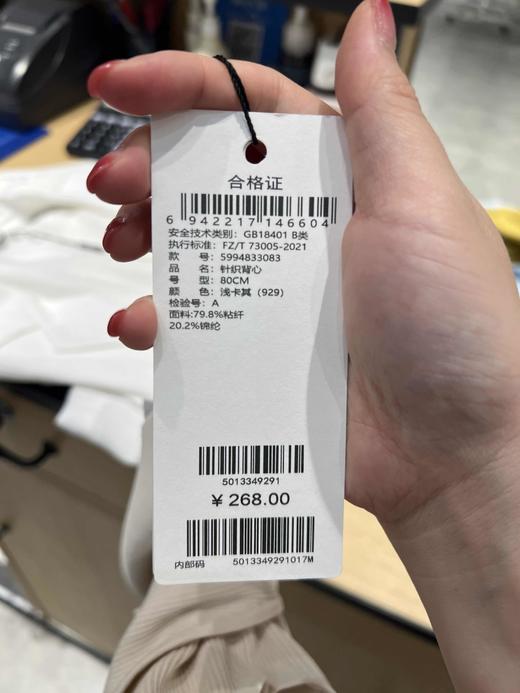 合格证
6 942217 146604
安全技术类别: GB18401 B类
执行标准: FZ/T 73005-2021
款 号: 5994833083
品 名: 针织背心
号 型: 80CM
颜 色: 浅卡其 (929)
检验号: A
面料:79.8%粘纤
20.2%锦纶
5013349291
¥ 268.00
内部码 5013349291017M